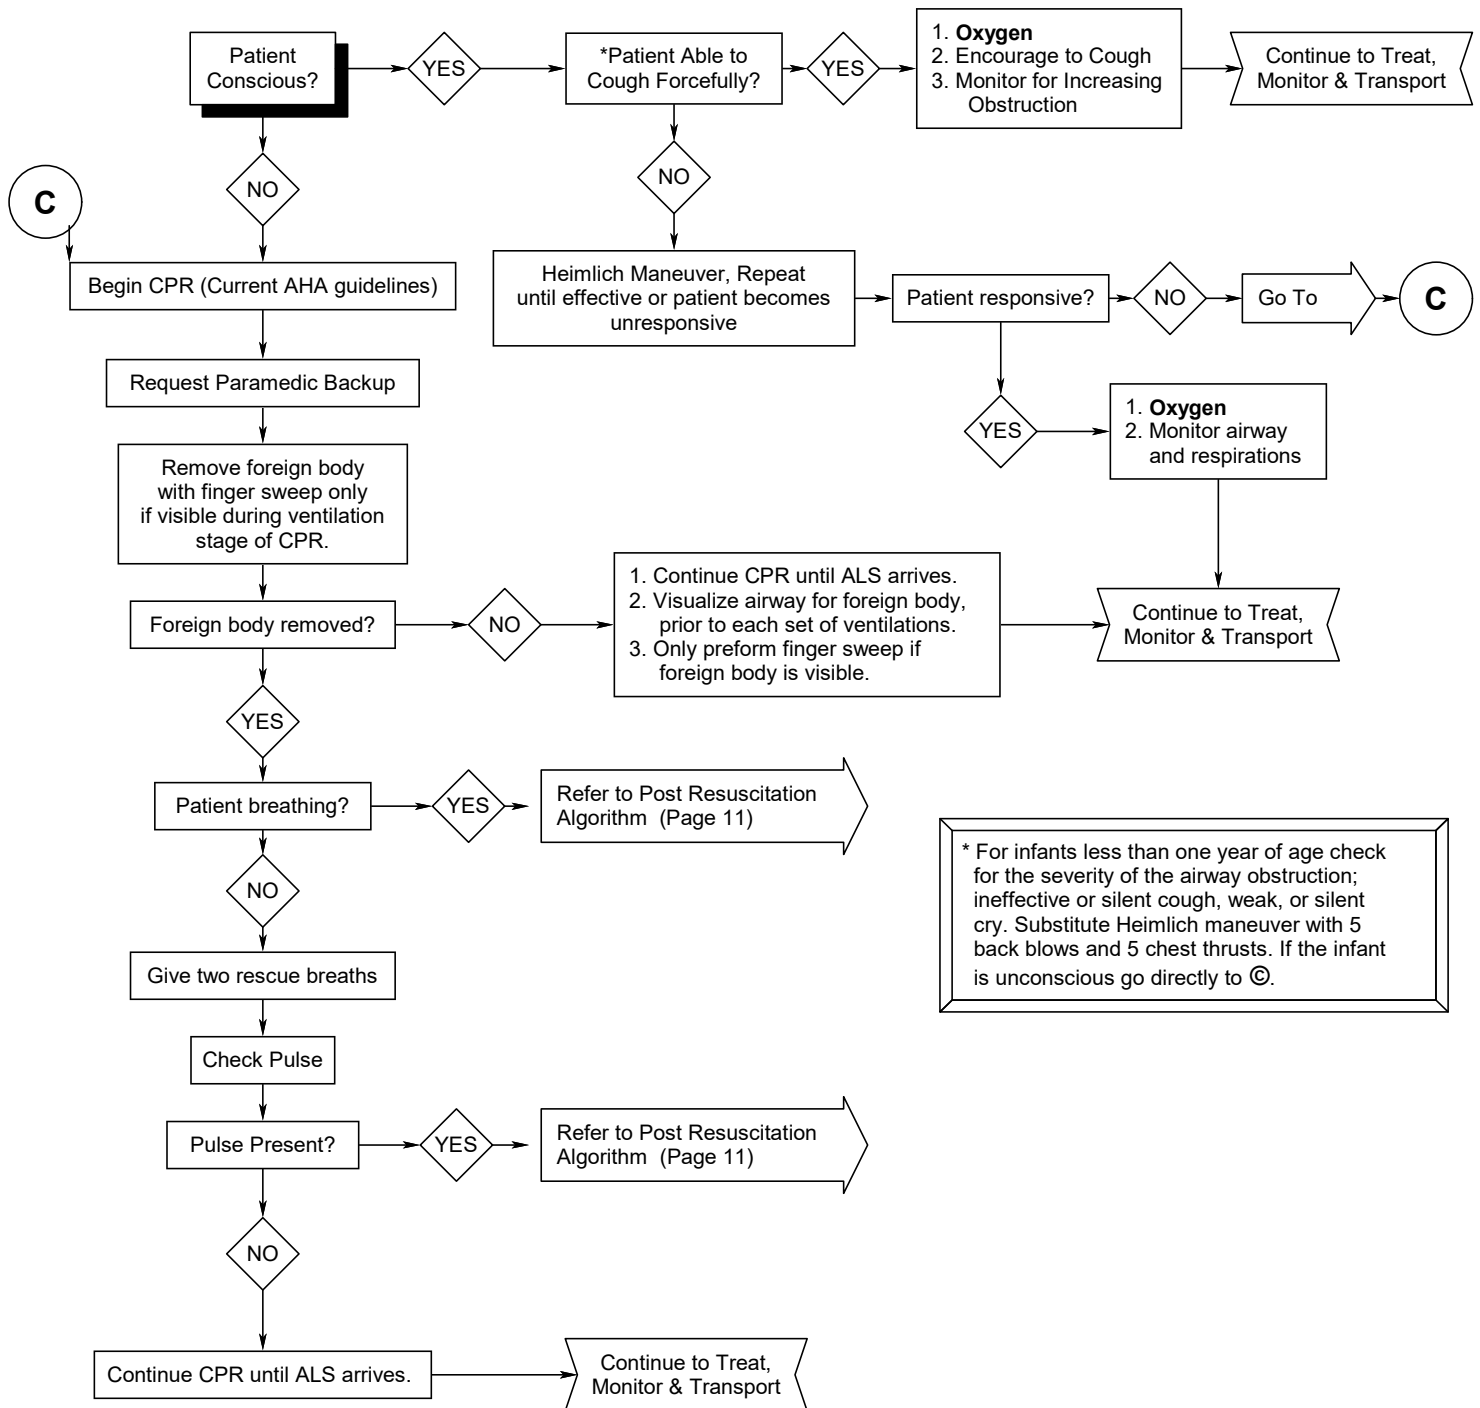 Patient
Conscious?
YES
*Patient Able to
Cough Forcefully?
YES
1. Oxygen
2. Encourage to Cough
3. Monitor for Increasing
Obstruction
Continue to Treat,
Monitor & Transport
NO
NO
C
Begin CPR (Current AHA guidelines)
Heimlich Maneuver, Repeat
until effective or patient becomes
unresponsive
Patient responsive?
NO
Go To
C
Request Paramedic Backup
YES
1. Oxygen
2. Monitor airway
and respirations
Remove foreign body
with finger sweep only
if visible during ventilation
stage of CPR.
Foreign body removed?
NO
1. Continue CPR until ALS arrives.
2. Visualize airway for foreign body,
prior to each set of ventilations.
3. Only preform finger sweep if
foreign body is visible.
Continue to Treat,
Monitor & Transport
YES
Patient breathing?
YES
Refer to Post Resuscitation
Algorithm (Page 11)
NO
* For infants less than one year of age check
for the severity of the airway obstruction;
ineffective or silent cough, weak, or silent
cry. Substitute Heimlich maneuver with 5
back blows and 5 chest thrusts. If the infant
is unconscious go directly to ©.
Give two rescue breaths
Check Pulse
Pulse Present?
YES
Refer to Post Resuscitation
Algorithm (Page 11)
NO
Continue CPR until ALS arrives.
Continue to Treat,
Monitor & Transport